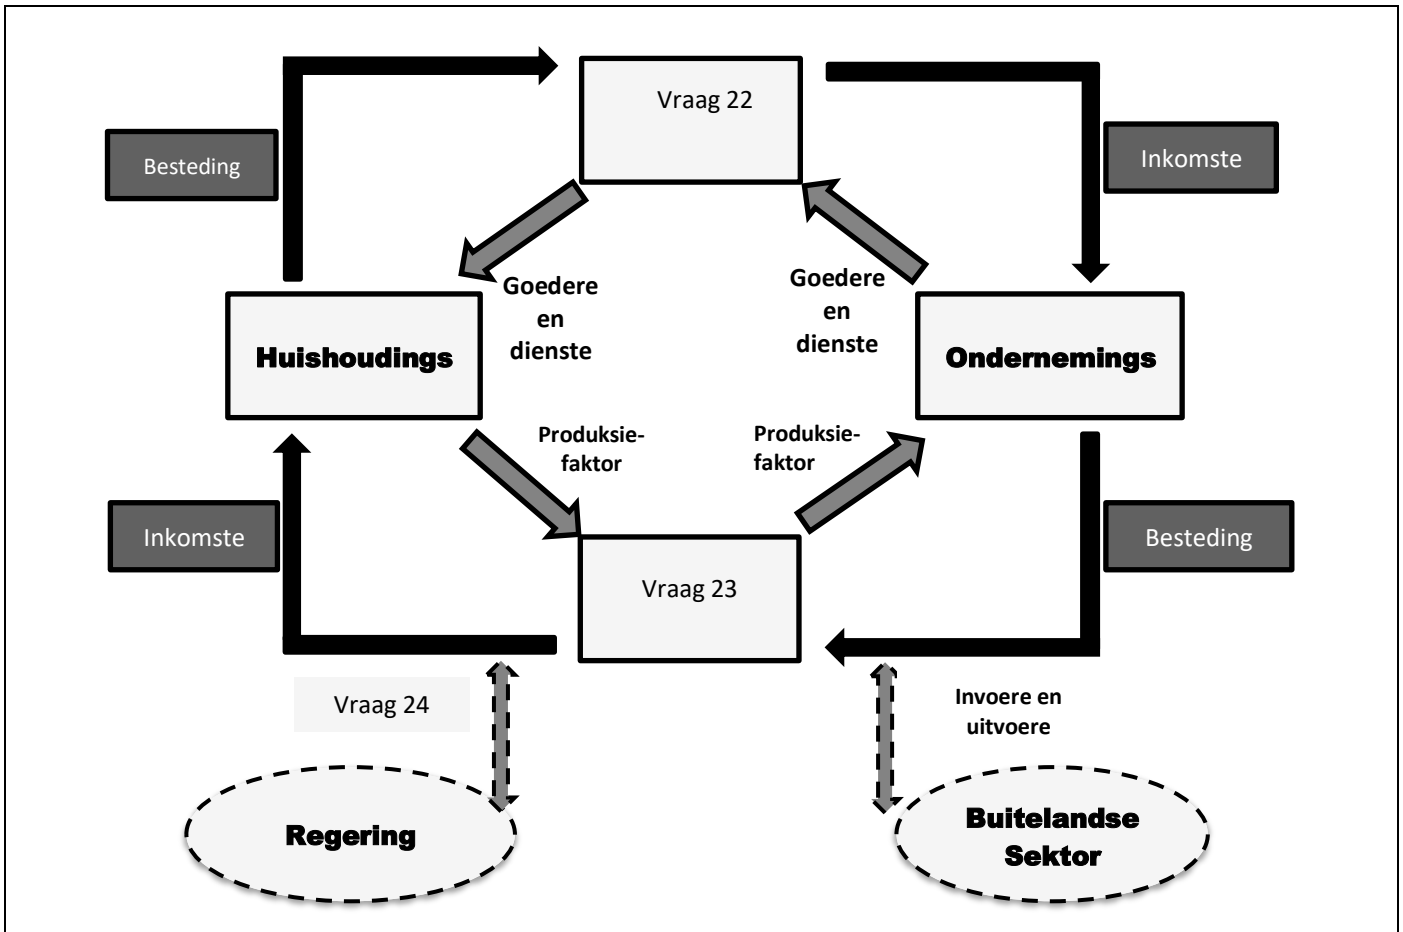 Vraag 22
Besteding
Inkomste
Goedere
en
dienste
Goedere
en
dienste
Huishoudings
Ondernemings
Produksie-
faktor
Produksie-
faktor
Inkomste
Besteding
Vraag 23
Vraag 24
Invoere en
uitvoere
Regering
Buitelandse
Sektor